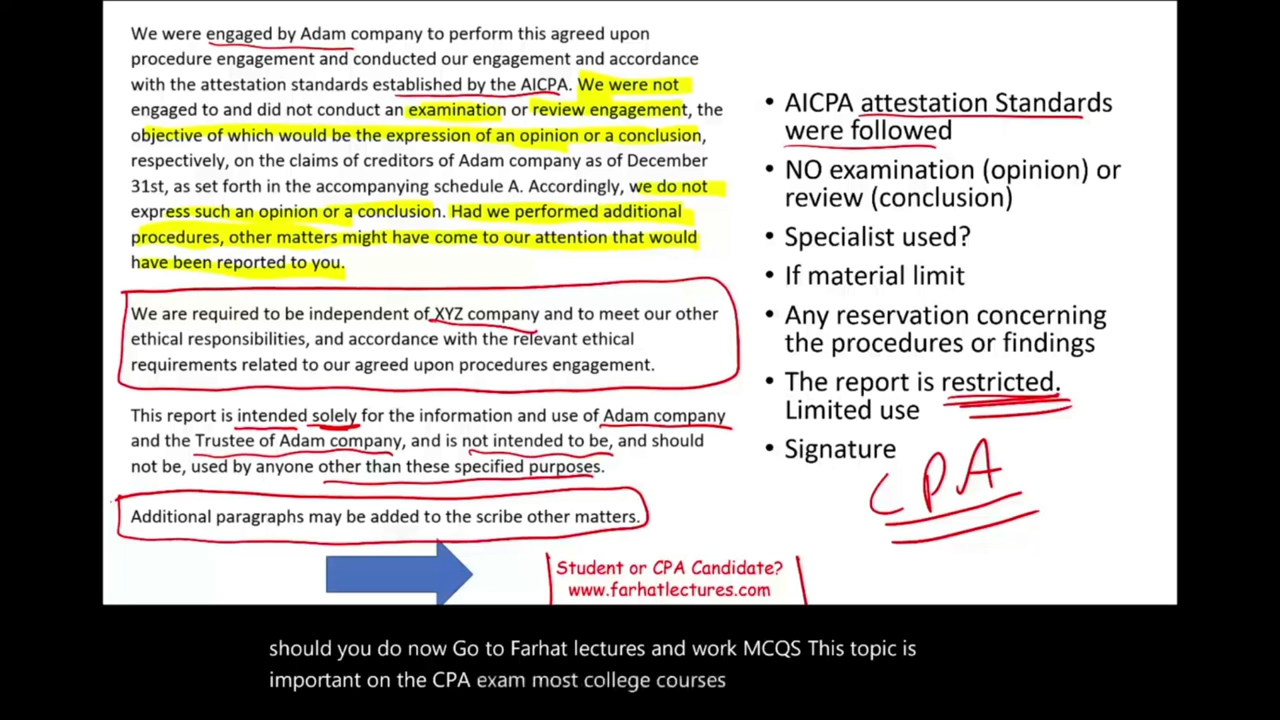 We were engaged by Adam company to perform this agreed upon
procedure engagement and conducted our engagement and accordance
with the attestation standards established by the AICPA. We were not
engaged to and did not conduct an examination or review engagement, the
objective of which would be the expression of an opinion or a conclusion,
respectively, on the claims of creditors of Adam company as of December
31st, as set forth in the accompanying schedule A. Accordingly, we do not
express such an opinion or a conclusion. Had we performed additional
procedures, other matters might have come to our attention that would
have been reported to you.
We are required to be independent of XYZ company and to meet our other
ethical responsibilities, and accordance with the relevant ethical
requirements related to our agreed upon procedures engagement.
This report is intended solely for the information and use of Adam company
and the Trustee of Adam company, and is not intended to be, and should
not be, used by anyone other than these specified purposes.
Additional paragraphs may be added to the scribe other matters.
• AICPA attestation Standards
were followed
• NO examination (opinion) or
review (conclusion)
• Specialist used?
• If material limit
• Any reservation concerning
the procedures or findings
• The report is restricted.
Limited use
• Signature
CPA
Student or CPA Candidate?
www.farhatlectures.com
should you do now Go to Farhat lectures and work MCQS This topic is
important on the CPA exam most college courses